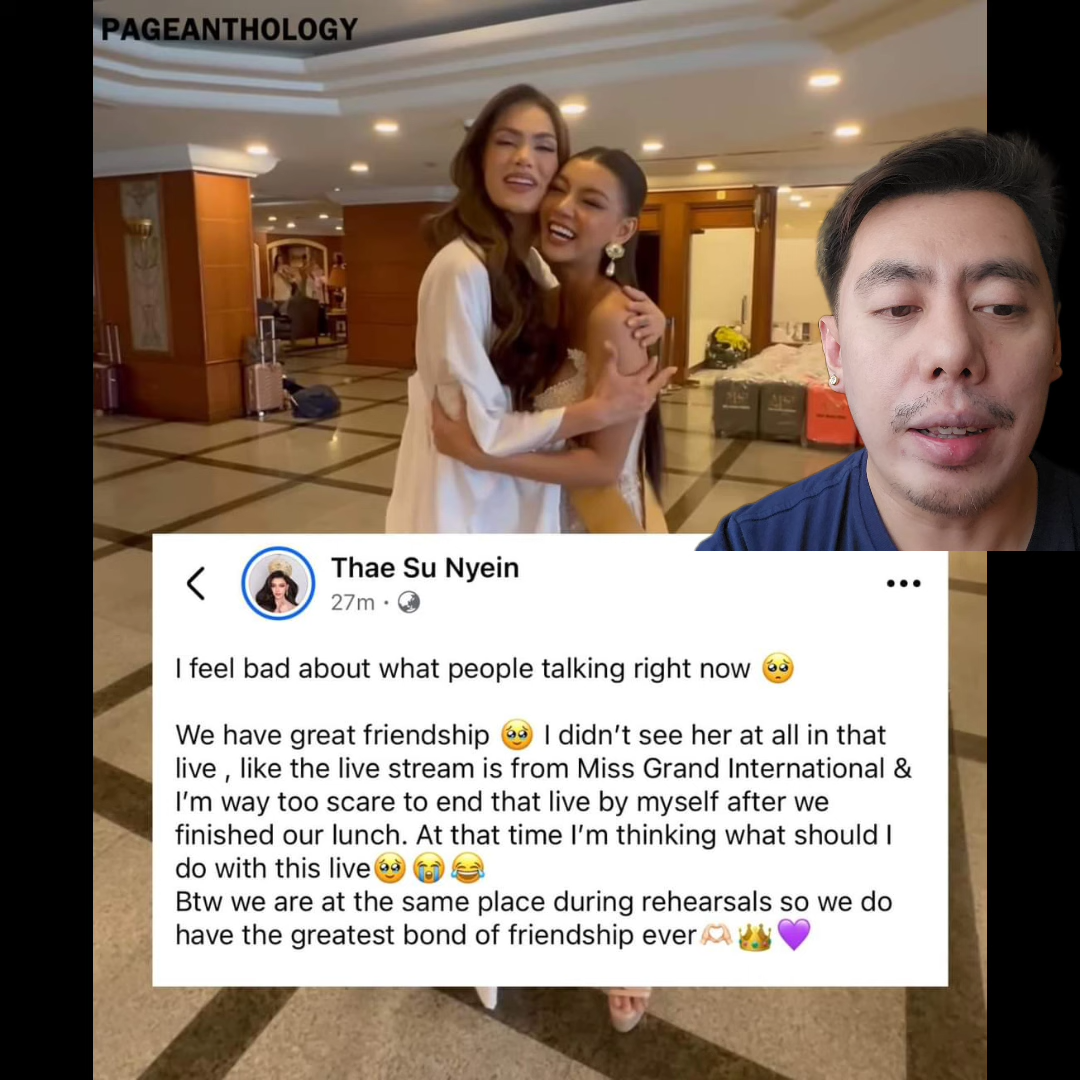 PAGEANTHOLOGY
Thae Su Nyein
27m ·
I feel bad about what people talking right now 🥺
We have great friendship 🥹 I didn’t see her at all in that
live , like the live stream is from Miss Grand International &
I’m way too scare to end that live by myself after we
finished our lunch. At that time I’m thinking what should I
do with this live🥹😭😂
Btw we are at the same place during rehearsals so we do
have the greatest bond of friendship ever🫶🏻👑💜